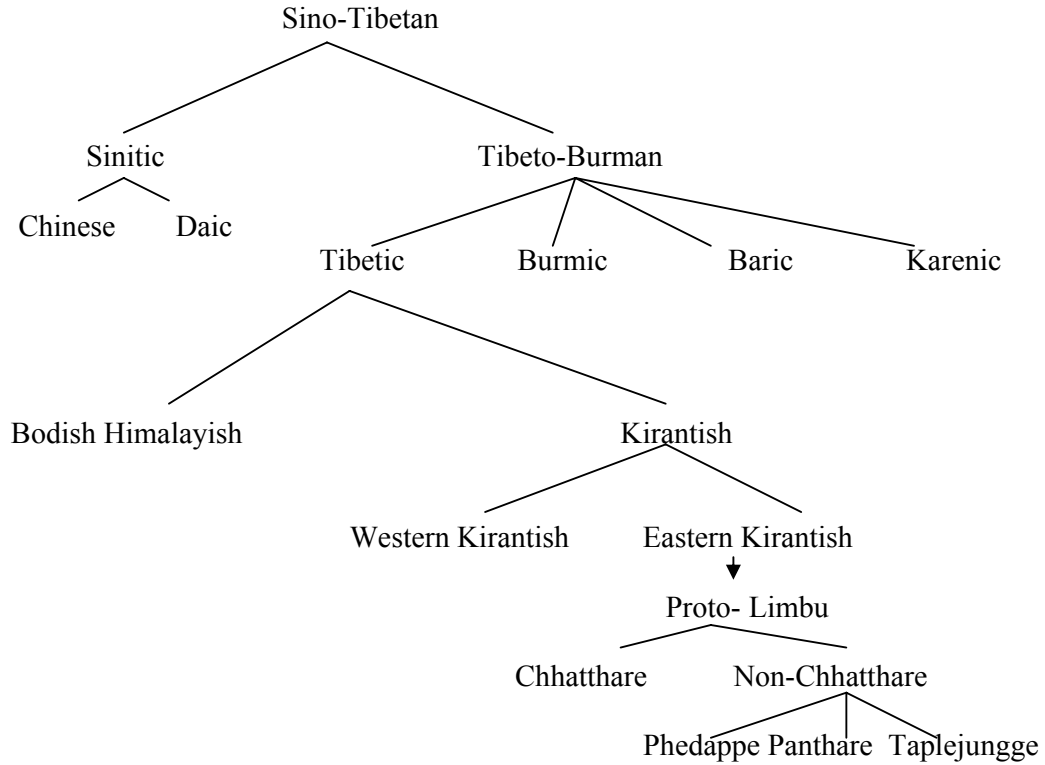 Sino-Tibetan
Sinitic Tibeto-Burman
Chinese Daic
Tibetic Burmic Baric Karenic
Bodish Himalayish Kirantish
Western Kirantish Eastern Kirantish
Proto- Limbu
Chhatthare Non-Chhatthare
Phedappe Panthare Taplejungge